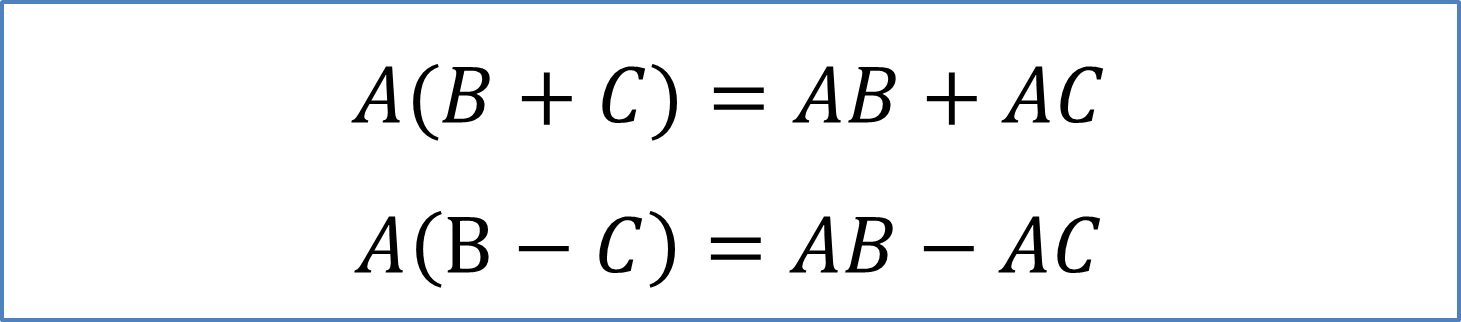 A(B + C) = AB + AC
A(B − C) = AB − AC